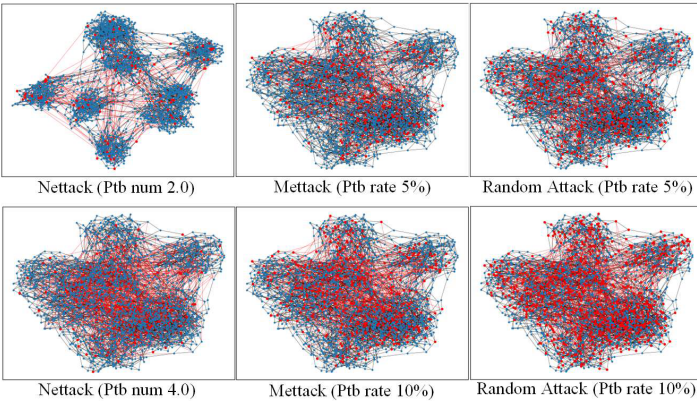 Nettack (Ptb num 2.0)
Mettack (Ptb rate 5%)
Random Attack (Ptb rate 5%)
Nettack (Ptb num 4.0)
Mettack (Ptb rate 10%)
Random Attack (Ptb rate 10%)